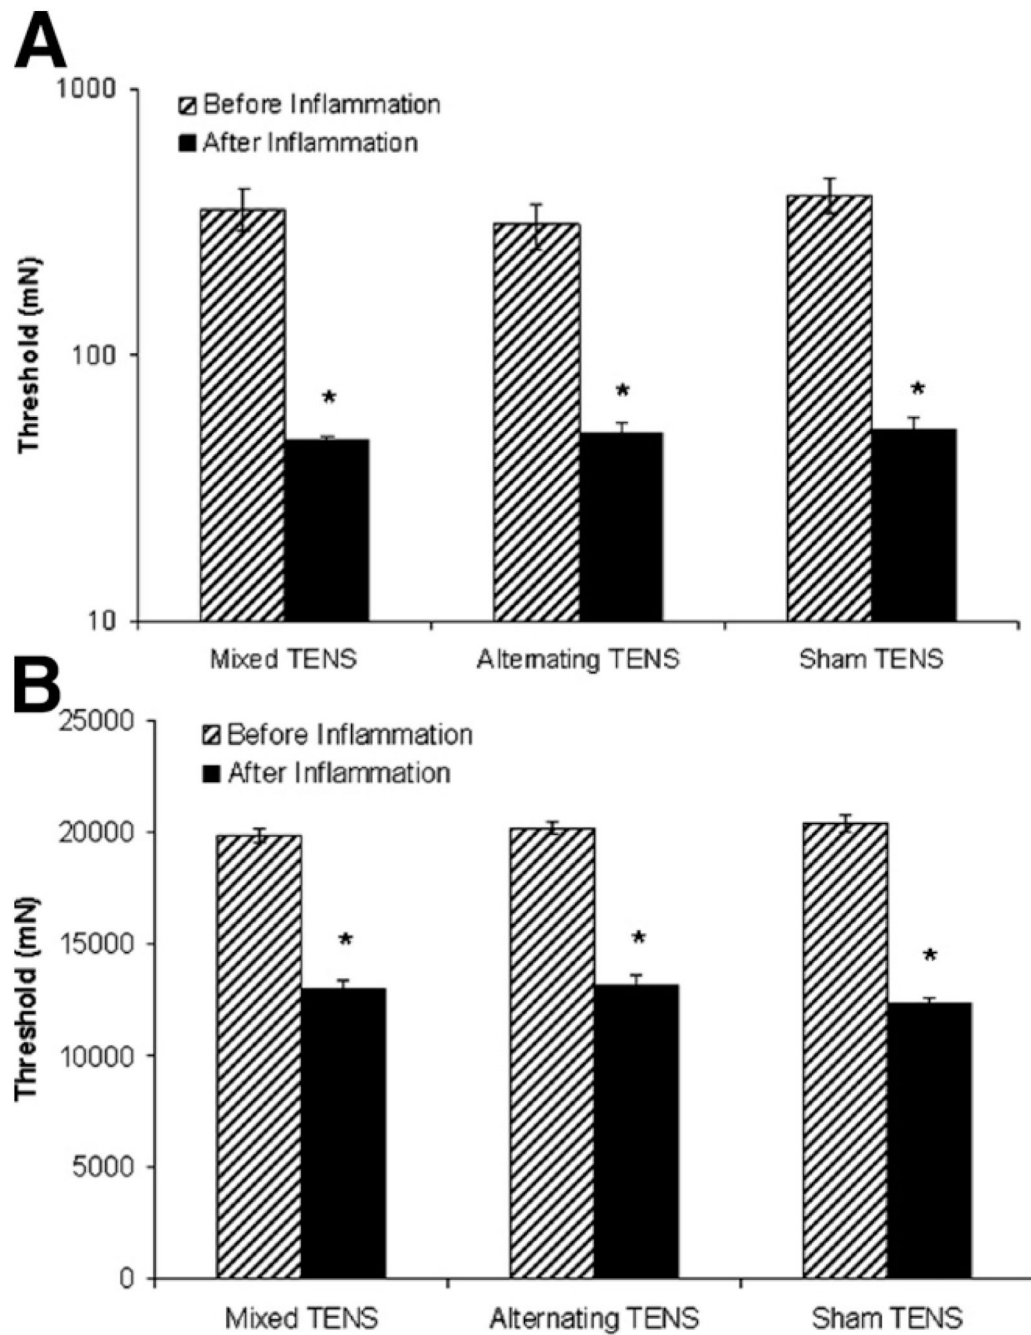 A
1000
Before Inflammation
After Inflammation
*
*
*
100
Threshold (mN)
10
Mixed TENS Alternating TENS Sham TENS
B
25000
Before Inflammation
After Inflammation
20000
*
*
*
15000
Threshold (mN)
10000
5000
0
Mixed TENS Alternating TENS Sham TENS